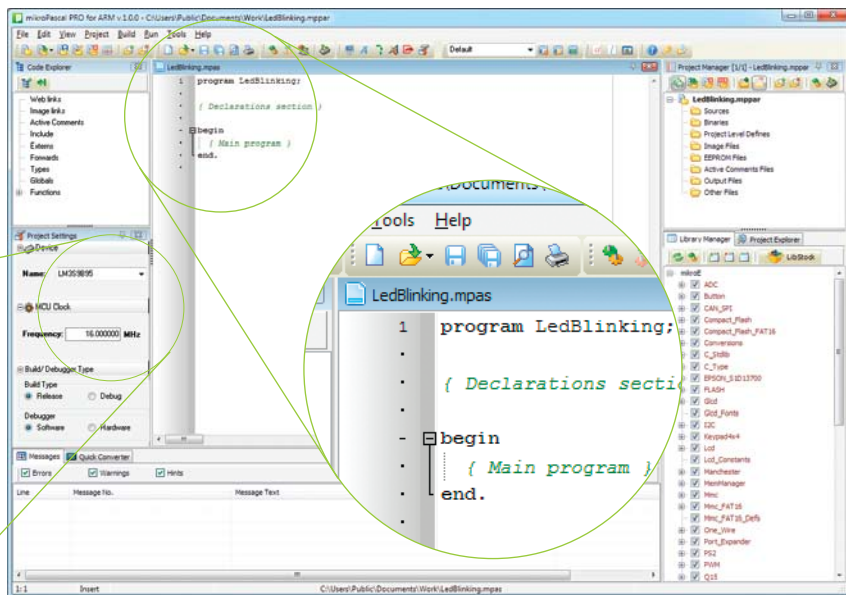 microPascal PRO for ARM v.1.0.0 - C:\Users\Public\Documents\Work\LedBlinking.mppar
File Edit View Project Build Run Tools Help
Default
Code Explorer
Web links
Image links
Active Comments
Include
Externs
Forwards
Types
Globals
Functions
Project Settings
Device
Name: LM3S9B95
MCU Clock
Frequency: 16.000000 MHz
Build/ Debugger Type
Build Type
Release Debug
Debugger
Software Hardware
LedBlinking.mpas
1 program LedBlinking;
{ Declarations section }
begin
{ Main program }
end.
\Documents\
Tools Help
LedBlinking.mpas
1 program LedBlinking;
{ Declarations secti
begin
{ Main program }
end.
Project Manager [1/1] - LedBlinking.mppar
LedBlinking.mppar
Sources
Binaries
Project Level Defines
Image Files
EEPROM Files
Active Comments Files
Output Files
Other Files
Library Manager Project Explorer
LibStock
mikroE
ADC
Button
CAN_SPI
Compact_Flash
Compact_Flash_FAT16
Conversions
C_Stdlib
C_Type
EPSON_S1D13700
FLASH
Glcd
Glcd_Fonts
I2C
Keypad4x4
Lcd
Lcd_Constants
Manchester
MemManager
Mmc
Mmc_FAT16
Mmc_FAT16_Defs
One_Wire
Port_Expander
PS2
PWM
Q15
Messages Quick Converter
Errors Warnings Hints
Line Message No. Message Text
1:1 Insert C:\Users\Public\Documents\Work\LedBlinking.mpas